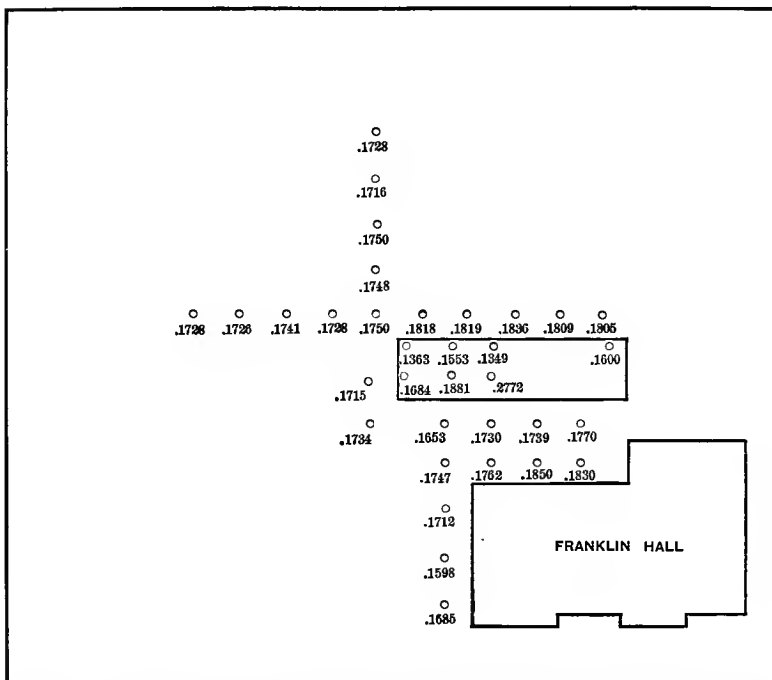 .1728
.1716
.1750
.1748
.1728 .1726 .1741 .1728 .1750 .1818 .1819 .1836 .1809 .1805
.1363 .1553 .1349 .1600
.1684 .1881 .2772
.1715
.1734 .1653 .1730 .1739 .1770
.1747 .1762 .1850 .1830
.1712
FRANKLIN HALL
.1598
.1685